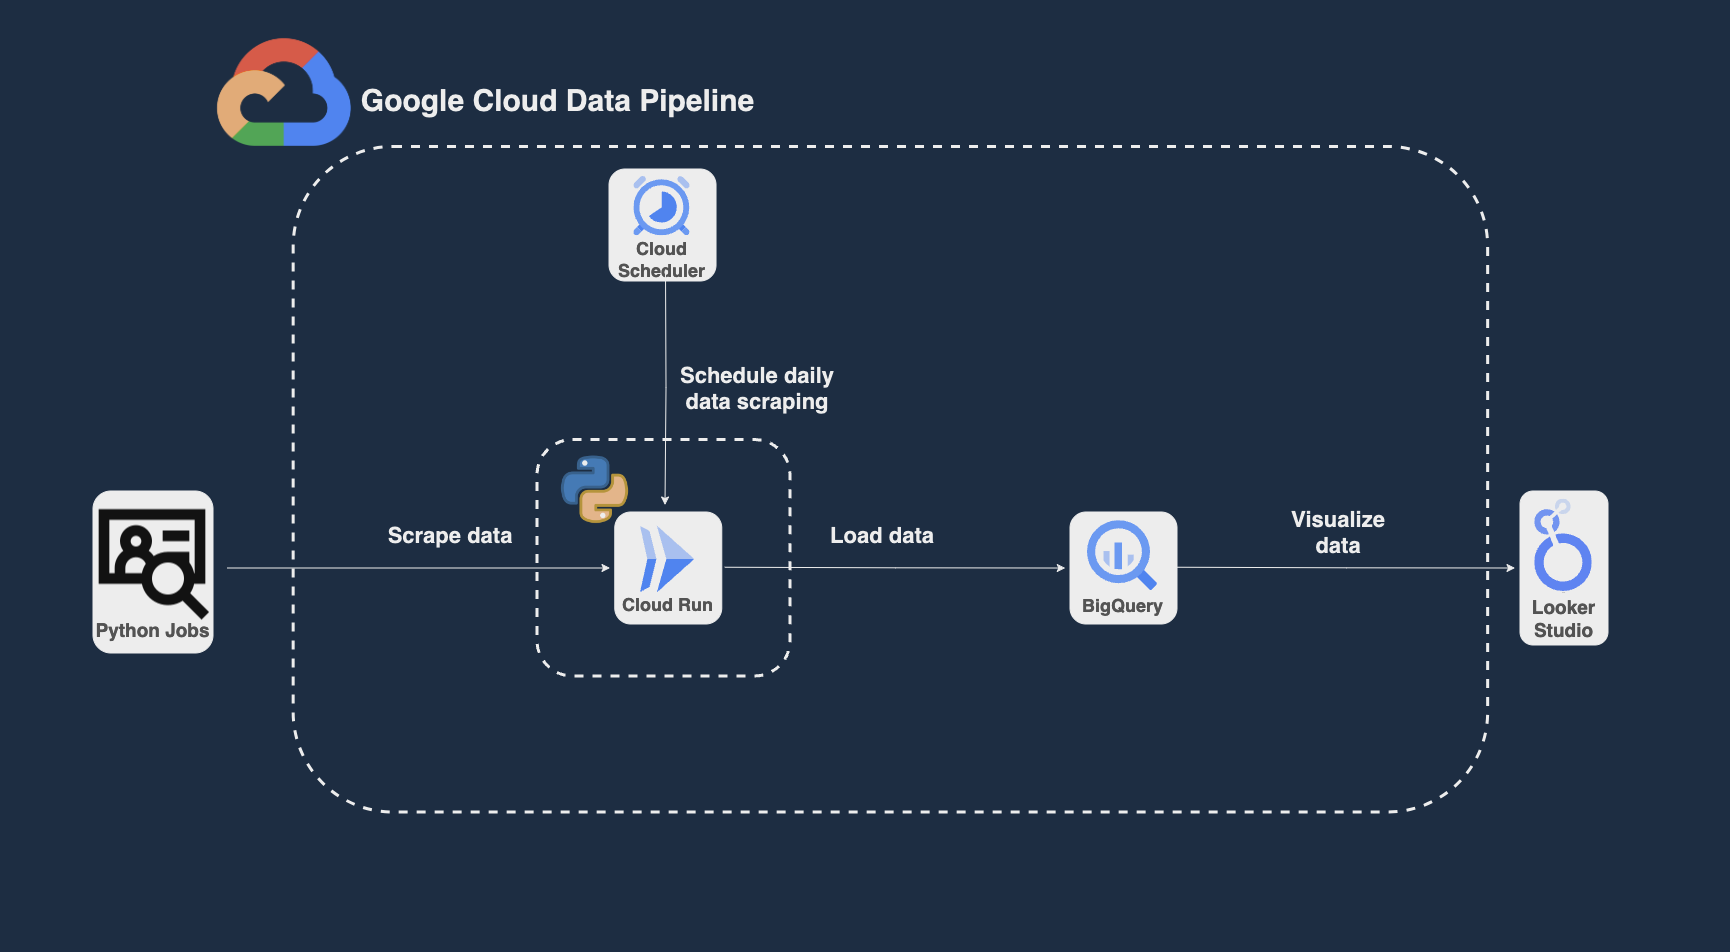 Google Cloud Data Pipeline
Cloud
Scheduler
Schedule daily
data scraping
Python Jobs
Scrape data
Cloud Run
Load data
BigQuery
Visualize
data
Looker
Studio